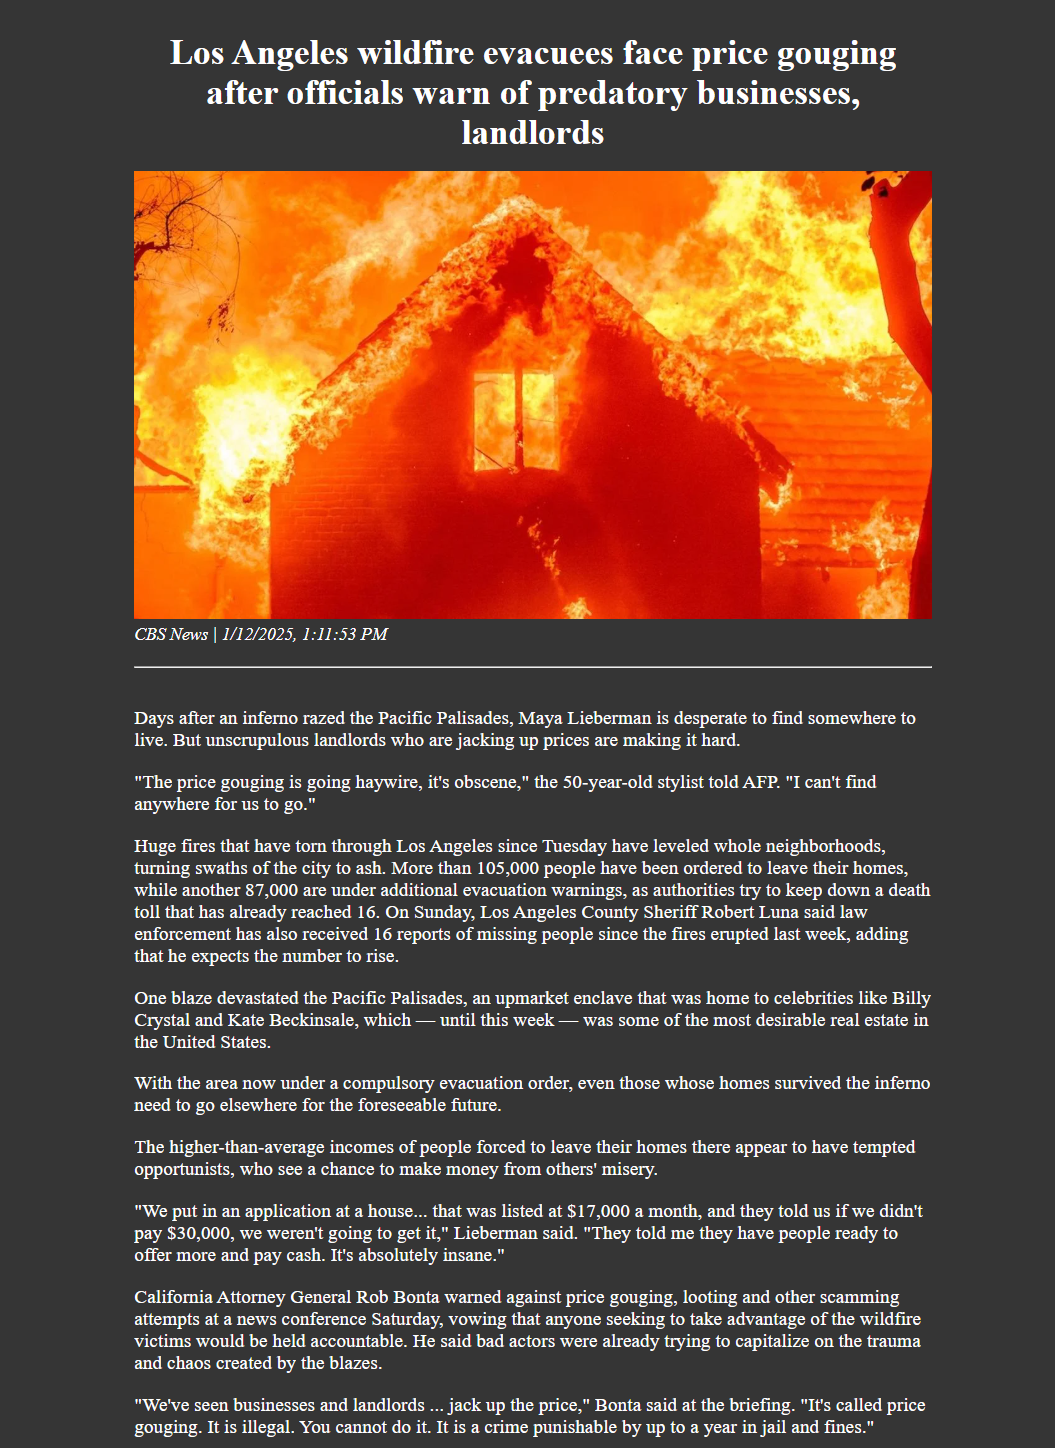 Los Angeles wildfire evacuees face price gouging
after officials warn of predatory businesses,
landlords
CBS News | 1/12/2025, 1:11:53 PM
Days after an inferno razed the Pacific Palisades, Maya Lieberman is desperate to find somewhere to
live. But unscrupulous landlords who are jacking up prices are making it hard.
"The price gouging is going haywire, it's obscene," the 50-year-old stylist told AFP. "I can't find
anywhere for us to go."
Huge fires that have torn through Los Angeles since Tuesday have leveled whole neighborhoods,
turning swaths of the city to ash. More than 105,000 people have been ordered to leave their homes,
while another 87,000 are under additional evacuation warnings, as authorities try to keep down a death
toll that has already reached 16. On Sunday, Los Angeles County Sheriff Robert Luna said law
enforcement has also received 16 reports of missing people since the fires erupted last week, adding
that he expects the number to rise.
One blaze devastated the Pacific Palisades, an upmarket enclave that was home to celebrities like Billy
Crystal and Kate Beckinsale, which — until this week — was some of the most desirable real estate in
the United States.
With the area now under a compulsory evacuation order, even those whose homes survived the inferno
need to go elsewhere for the foreseeable future.
The higher-than-average incomes of people forced to leave their homes there appear to have tempted
opportunists, who see a chance to make money from others' misery.
"We put in an application at a house... that was listed at $17,000 a month, and they told us if we didn't
pay $30,000, we weren't going to get it," Lieberman said. "They told me they have people ready to
offer more and pay cash. It's absolutely insane."
California Attorney General Rob Bonta warned against price gouging, looting and other scamming
attempts at a news conference Saturday, vowing that anyone seeking to take advantage of the wildfire
victims would be held accountable. He said bad actors were already trying to capitalize on the trauma
and chaos created by the blazes.
"We've seen businesses and landlords ... jack up the price," Bonta said at the briefing. "It's called price
gouging. It is illegal. You cannot do it. It is a crime punishable by up to a year in jail and fines."